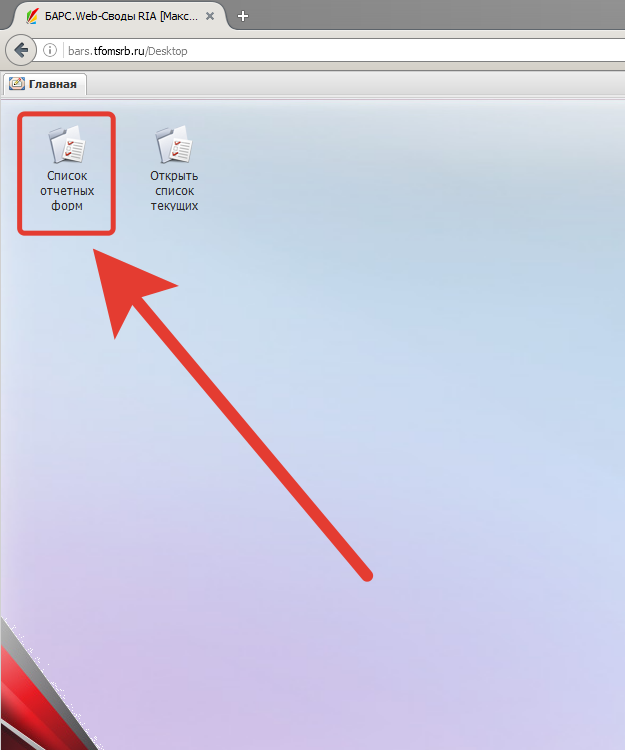 БАРС.Web-Своды RIA [Макс...
bars.tfomsrb.ru/Desktop
Главная
Список
отчетных
форм
Открыть
список
текущих